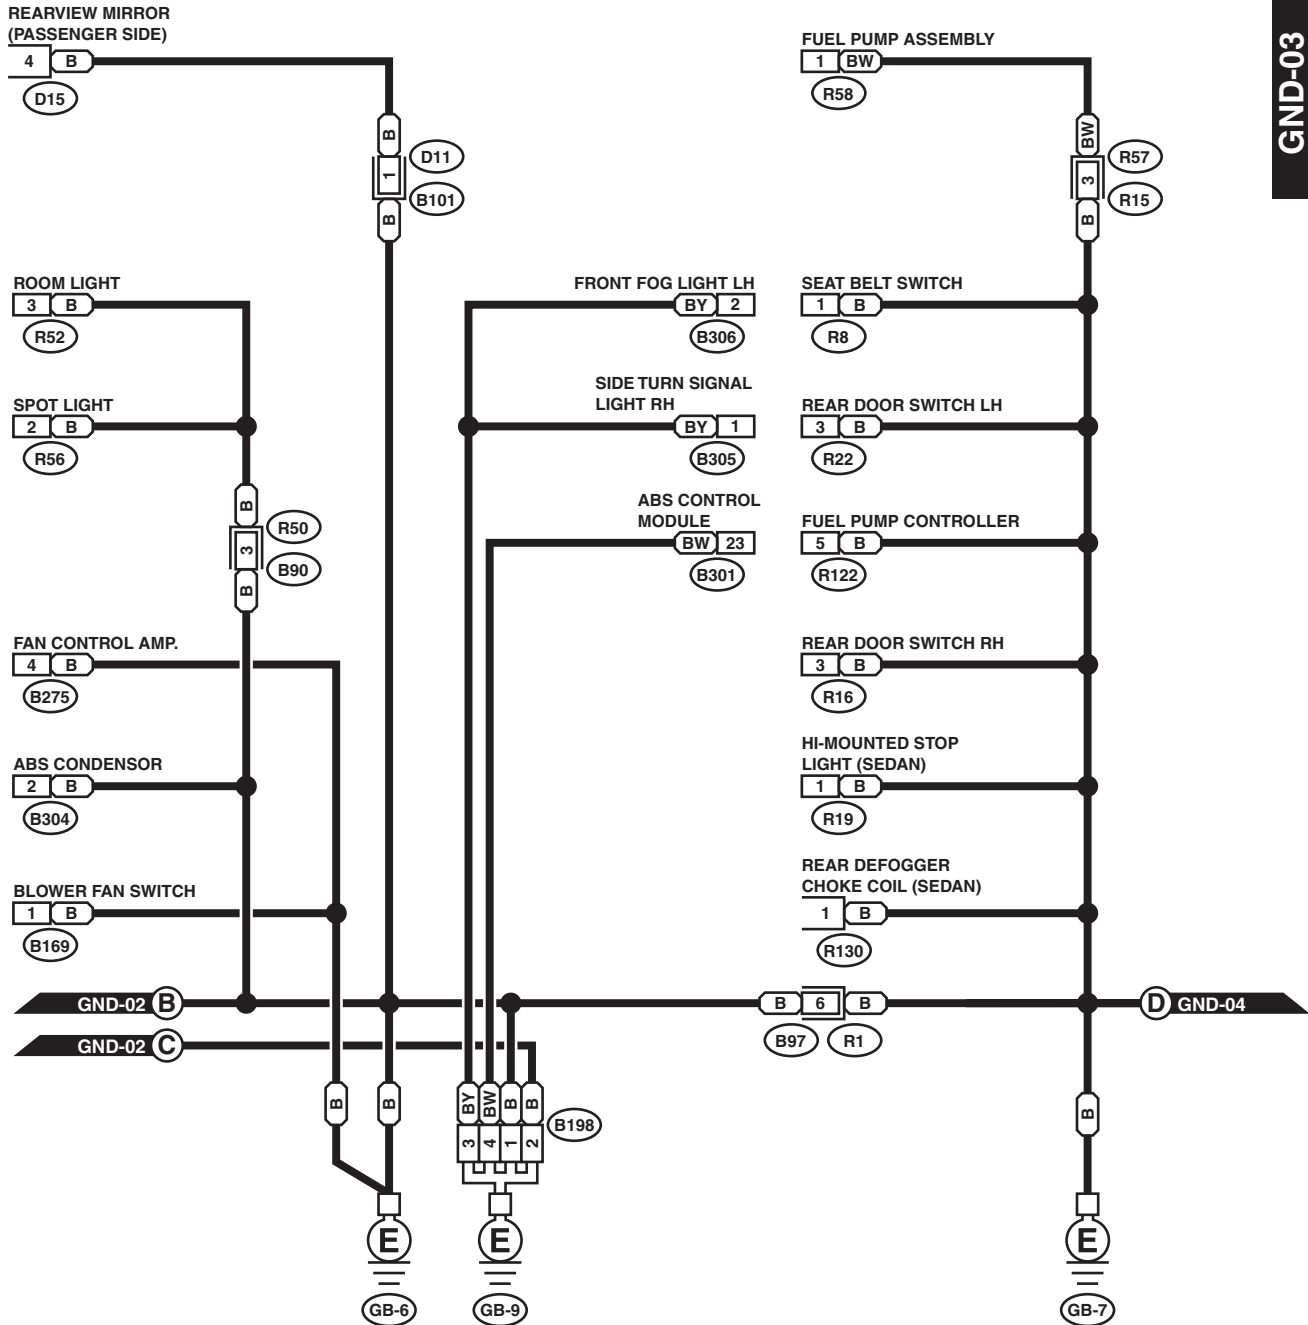 GND-03
REARVIEW MIRROR
(PASSENGER SIDE)
4 B
D15
B
1
D11
B101
B
ROOM LIGHT
3 B
R52
SPOT LIGHT
2 B
R56
B
3
R50
B90
B
FAN CONTROL AMP.
4 B
B275
ABS CONDENSOR
2 B
B304
BLOWER FAN SWITCH
1 B
B169
GND-02 B
GND-02 C
FRONT FOG LIGHT LH
BY 2
B306
SIDE TURN SIGNAL
LIGHT RH
BY 1
B305
ABS CONTROL
MODULE
BW 23
B301
FUEL PUMP ASSEMBLY
1 BW
R58
BW
3
R57
R15
B
SEAT BELT SWITCH
1 B
R8
REAR DOOR SWITCH LH
3 B
R22
FUEL PUMP CONTROLLER
5 B
R122
REAR DOOR SWITCH RH
3 B
R16
HI-MOUNTED STOP
LIGHT (SEDAN)
1 B
R19
REAR DEFOGGER
CHOKE COIL (SEDAN)
1 B
R130
B 6 B
B97 R1
D GND-04
B B
BY BW B B
3 4 1 2
B198
B
E E E
GB-6 GB-9 GB-7